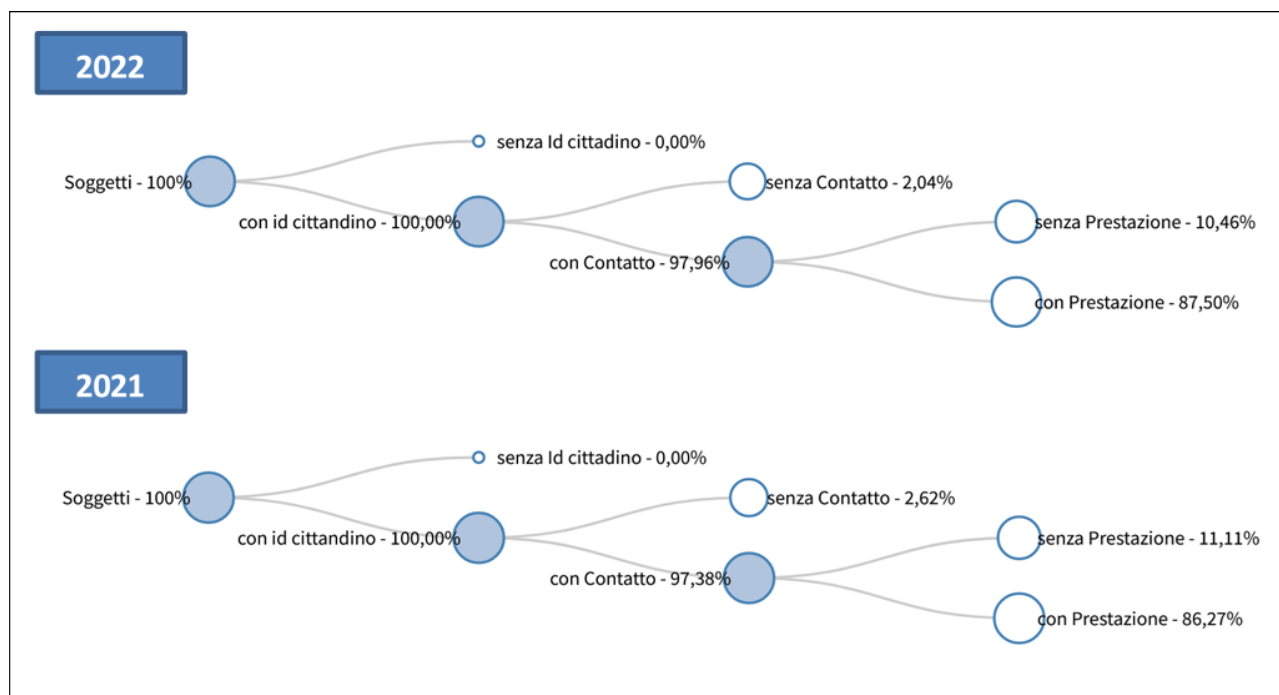 2022
senza Id cittadino - 0,00%
Soggetti - 100%
senza Contatto - 2,04%
con id cittandino - 100,00%
senza Prestazione - 10,46%
con Contatto - 97,96%
con Prestazione - 87,50%
2021
senza Id cittadino - 0,00%
Soggetti - 100%
senza Contatto - 2,62%
con id cittandino - 100,00%
senza Prestazione - 11,11%
con Contatto - 97,38%
con Prestazione - 86,27%